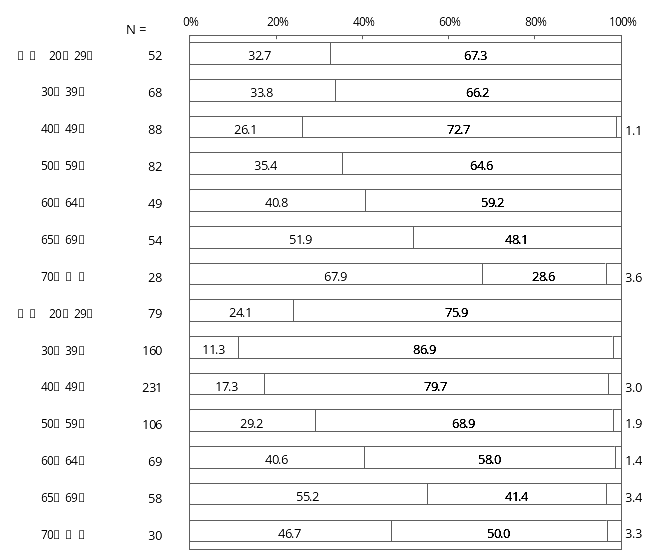 0% 20% 40% 60% 80% 100%
N =
20 29 52 32.7 67.3
30 39 68 33.8 66.2
40 49 88 26.1 72.7 1.1
50 59 82 35.4 64.6
60 64 49 40.8 59.2
65 69 54 51.9 48.1
70 28 67.9 28.6 3.6
20 29 79 24.1 75.9
30 39 160 11.3 86.9
40 49 231 17.3 79.7 3.0
50 59 106 29.2 68.9 1.9
60 64 69 40.6 58.0 1.4
65 69 58 55.2 41.4 3.4
70 30 46.7 50.0 3.3